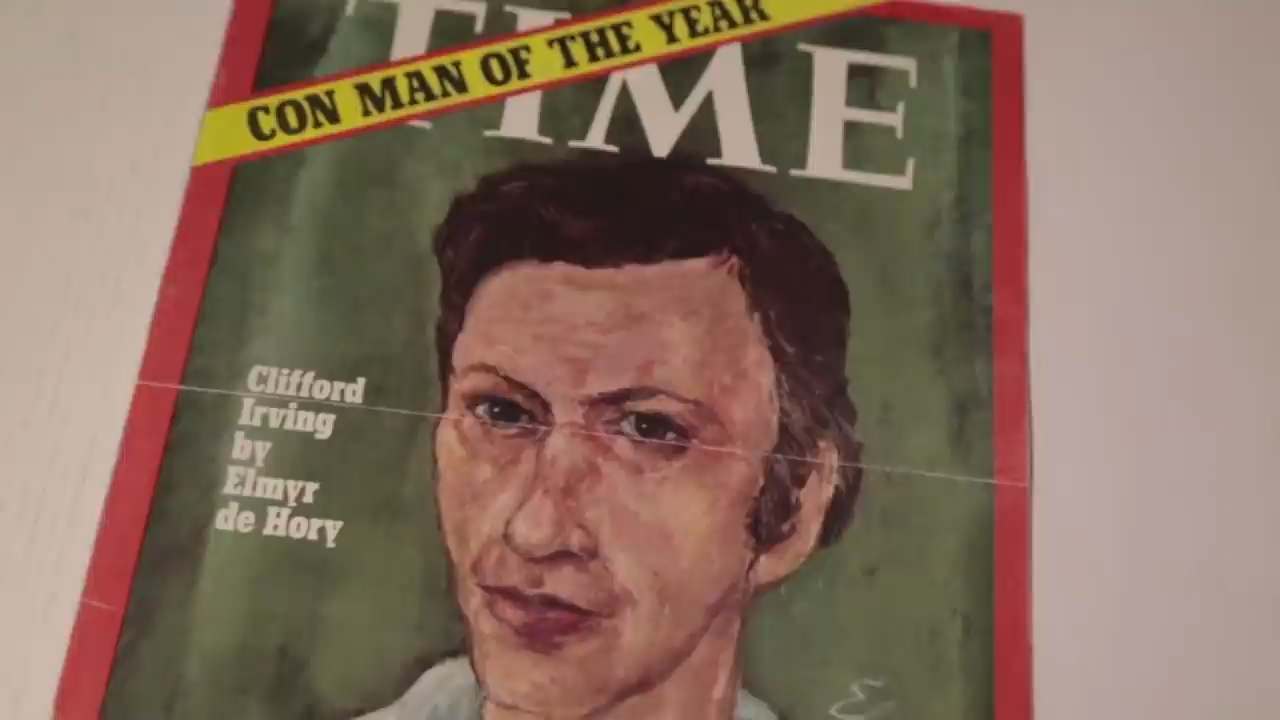 CON MAN OF THE YEAR
TIME
Clifford
Irving
by
Elmyr
de Hory